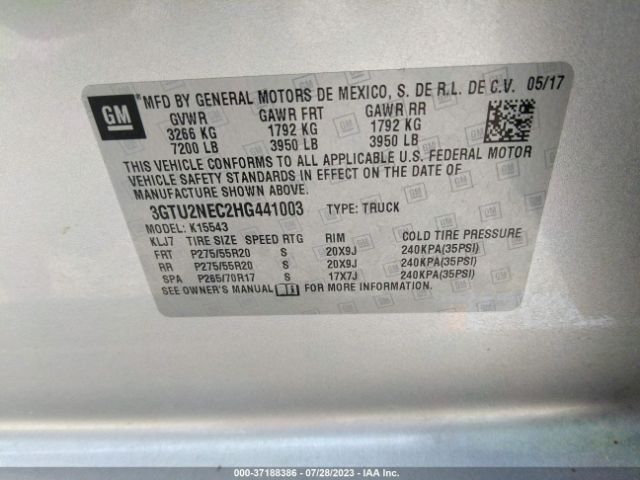 GM
MFD BY GENERAL MOTORS DE MEXICO, S. DE R.L. DE C.V. 05/17
GVWR GAWR FRT GAWR RR
3266 KG 1792 KG 1792 KG
7200 LB 3950 LB 3950 LB
THIS VEHICLE CONFORMS TO ALL APPLICABLE U.S. FEDERAL MOTOR
VEHICLE SAFETY STANDARDS IN EFFECT ON THE DATE OF
MANUFACTURE SHOWN ABOVE.
3GTU2NEC2HG441003 TYPE: TRUCK
MODEL: K15543
KLJ7 TIRE SIZE SPEED RTG RIM COLD TIRE PRESSURE
FRT P275/55R20 S 20X9J 240KPA(35PSI)
RR P275/55R20 S 20X9J 240KPA(35PSI)
SPA P265/70R17 S 17X7J 240KPA(35PSI)
SEE OWNER'S MANUAL FOR MORE INFORMATION.
000-37188386 - 07/28/2023 - IAA Inc.